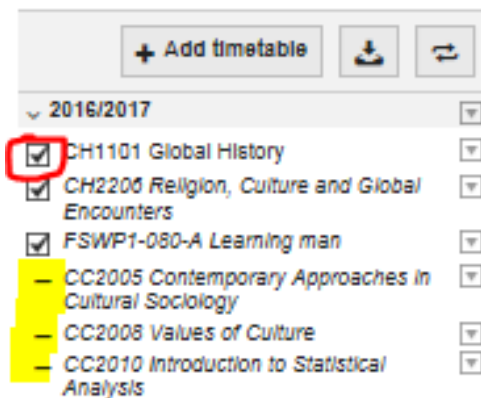 + Add timetable
2016/2017
CH1101 Global History
CH2206 Religion, Culture and Global
Encounters
FSWP1-080-A Learning man
CC2005 Contemporary Approaches in
Cultural Sociology
CC2008 Values of Culture
CC2010 Introduction to Statistical
Analysis